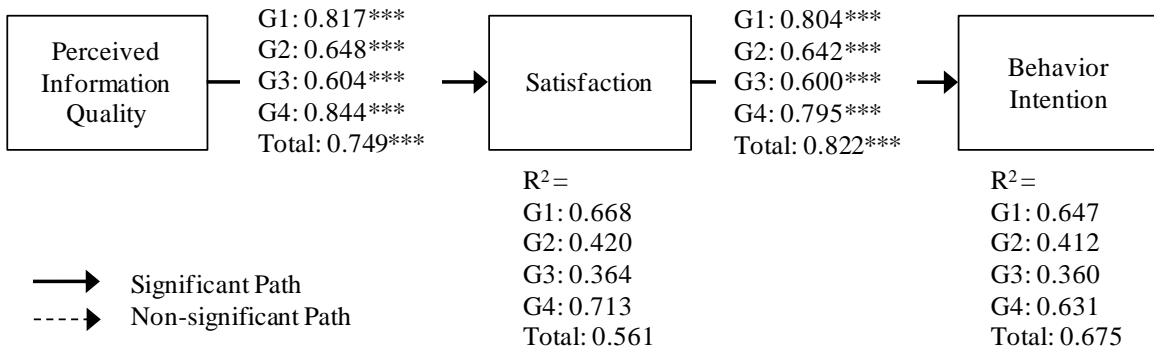 Perceived
Information
Quality
G1: 0.817***
G2: 0.648***
G3: 0.604***
G4: 0.844***
Total: 0.749***
Satisfaction
G1: 0.804***
G2: 0.642***
G3: 0.600***
G4: 0.795***
Total: 0.822***
Behavior
Intention
R² =
G1: 0.668
G2: 0.420
G3: 0.364
G4: 0.713
Total: 0.561
R² =
G1: 0.647
G2: 0.412
G3: 0.360
G4: 0.631
Total: 0.675
Significant Path
Non-significant Path